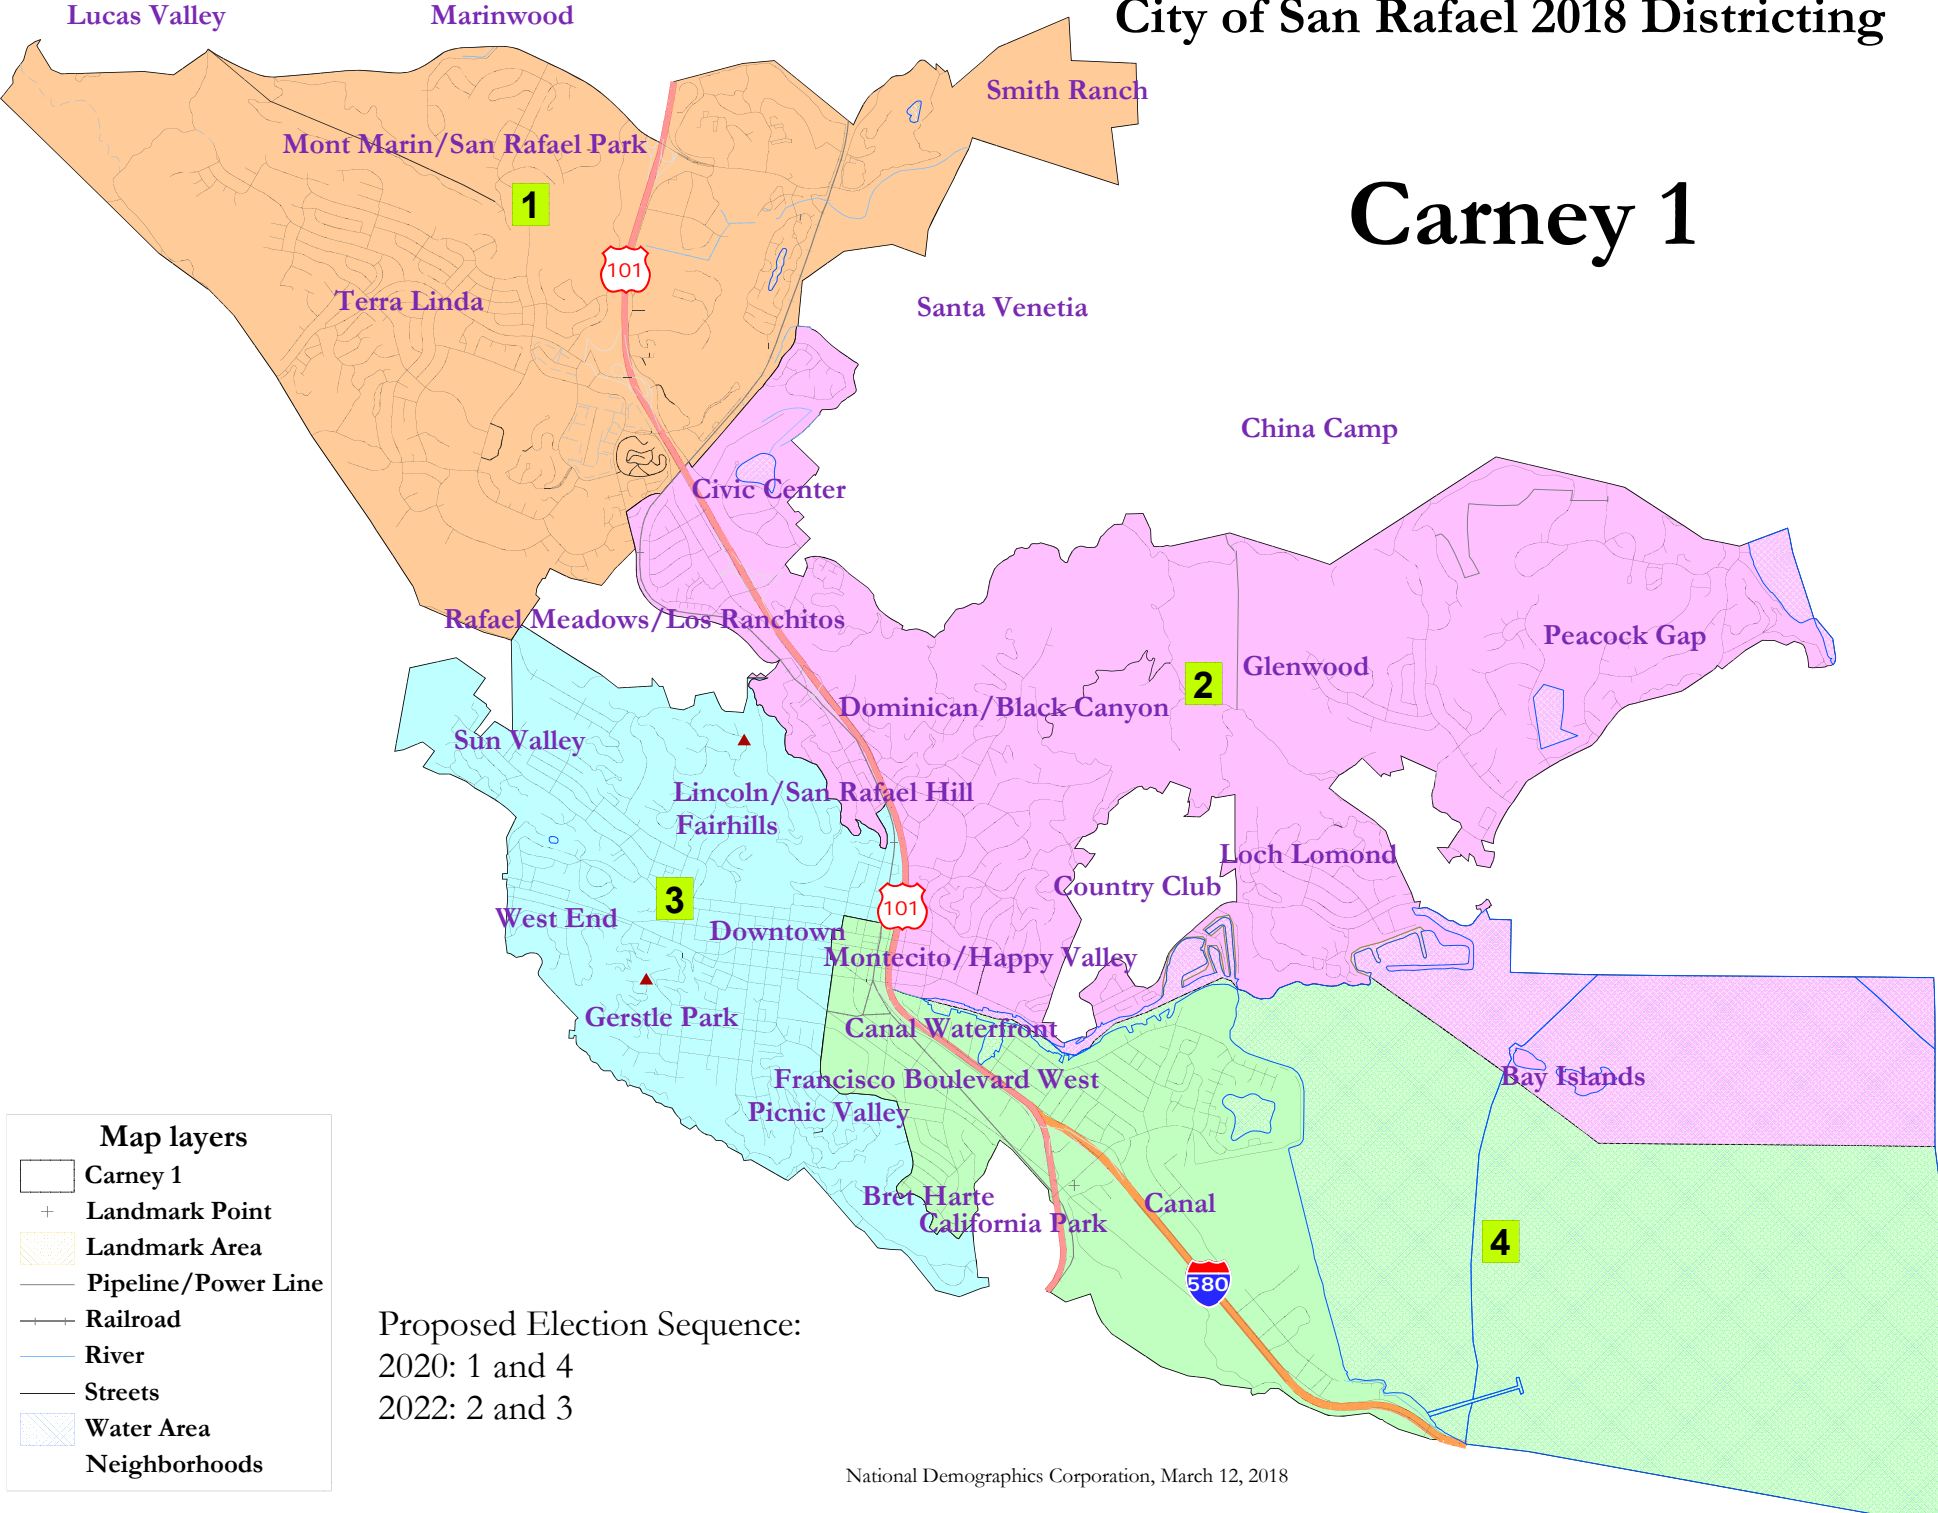 City of San Rafael 2018 Districting
Lucas Valley
Marinwood
Smith Ranch
Mont Marin/San Rafael Park
1
Carney 1
101
Terra Linda
Santa Venetia
China Camp
Civic Center
Rafael Meadows/Los Ranchitos
Peacock Gap
Glenwood
2
Dominican/Black Canyon
Sun Valley
Lincoln/San Rafael Hill
Fairhills
Loch Lomond
Country Club
3
101
West End
Downtown
Montecito/Happy Valley
Gerstle Park
Canal Waterfront
Bay Islands
Francisco Boulevard West
Picnic Valley
Bret Harte
Canal
California Park
4
580
Map layers
Carney 1
Landmark Point
Landmark Area
Pipeline/Power Line
Railroad
River
Streets
Water Area
Neighborhoods
Proposed Election Sequence:
2020: 1 and 4
2022: 2 and 3
National Demographics Corporation, March 12, 2018